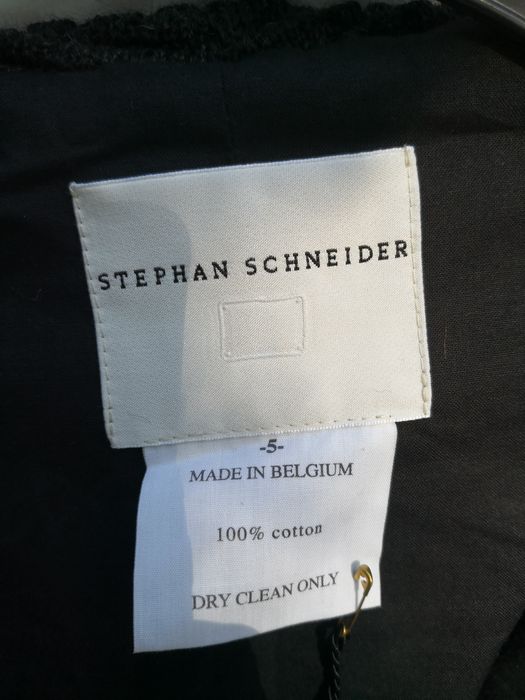 STEPHAN SCHNEIDER
-5-
MADE IN BELGIUM
100% cotton
DRY CLEAN ONLY